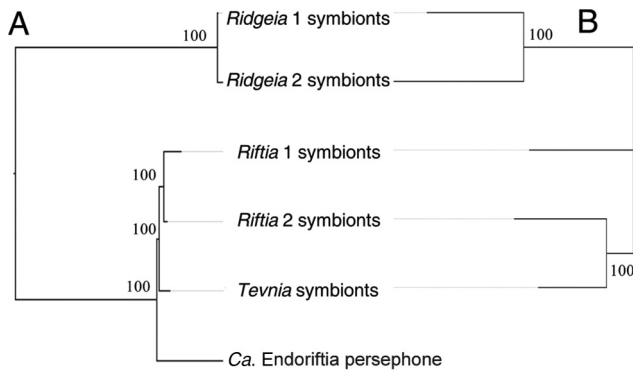 A
B
100
Ridgeia 1 symbionts
100
Ridgeia 2 symbionts
Riftia 1 symbionts
100
Riftia 2 symbionts
100
100
100
Tevnia symbionts
Ca. Endoriftia persephone